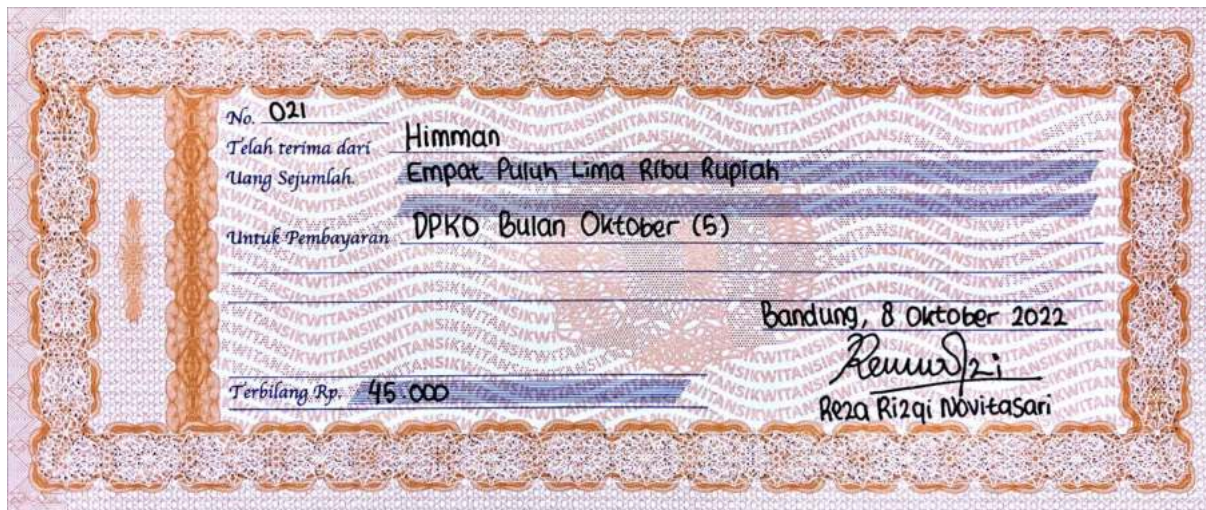 No. 021
Telah terima dari Himman
Uang Sejumlah Empat Puluh Lima Ribu Rupiah
Untuk Pembayaran DPKO Bulan Oktober (5)
Bandung, 8 Oktober 2022
Terbilang Rp. 45.000
Reza Rizqi Novitasari